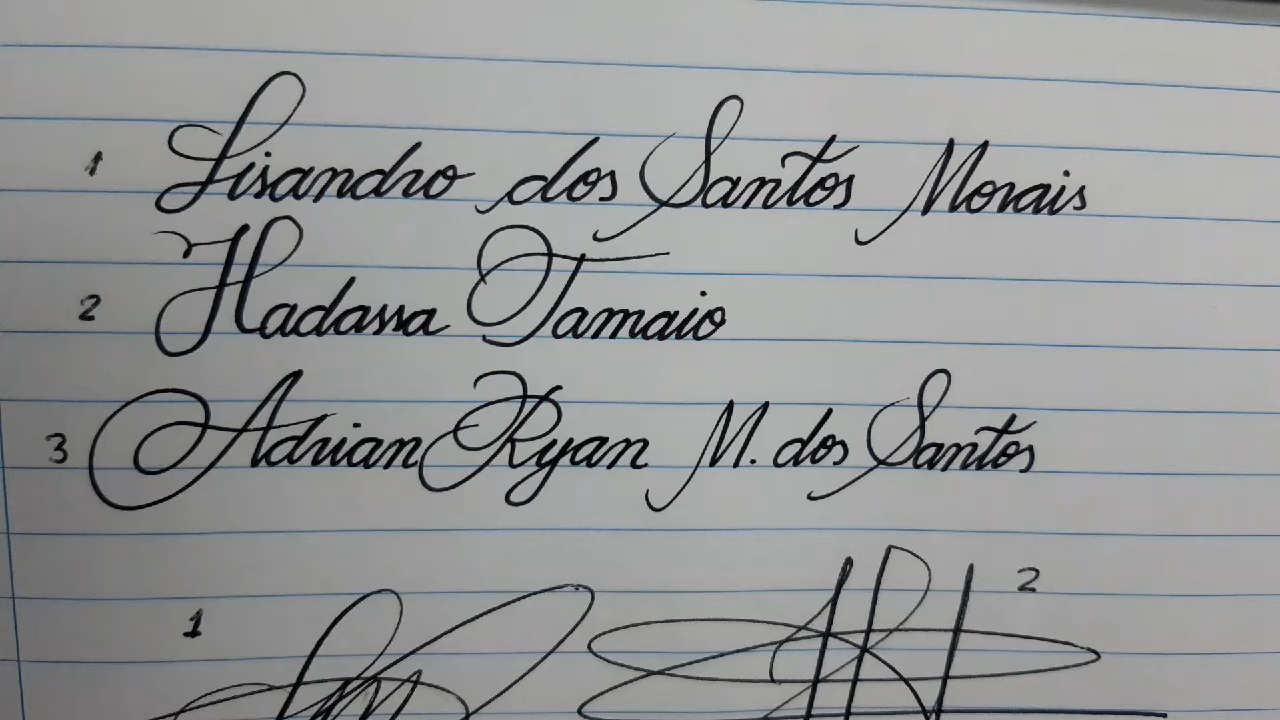 1 Lisandro dos Santos Morais
2 Hadassa Tamaio
3 Adrian Ryan M. dos Santos
1 2